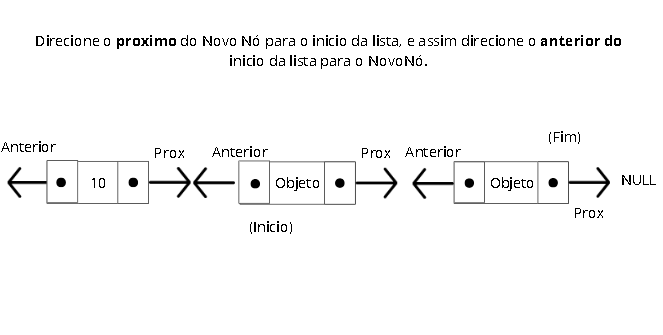 Direcione o proximo do Novo Nó para o inicio da lista, e assim direcione o anterior do
inicio da lista para o NovoNó.
(Fim)
Anterior Prox Anterior Prox Anterior
10 Objeto Objeto NULL
Prox
(Inicio)